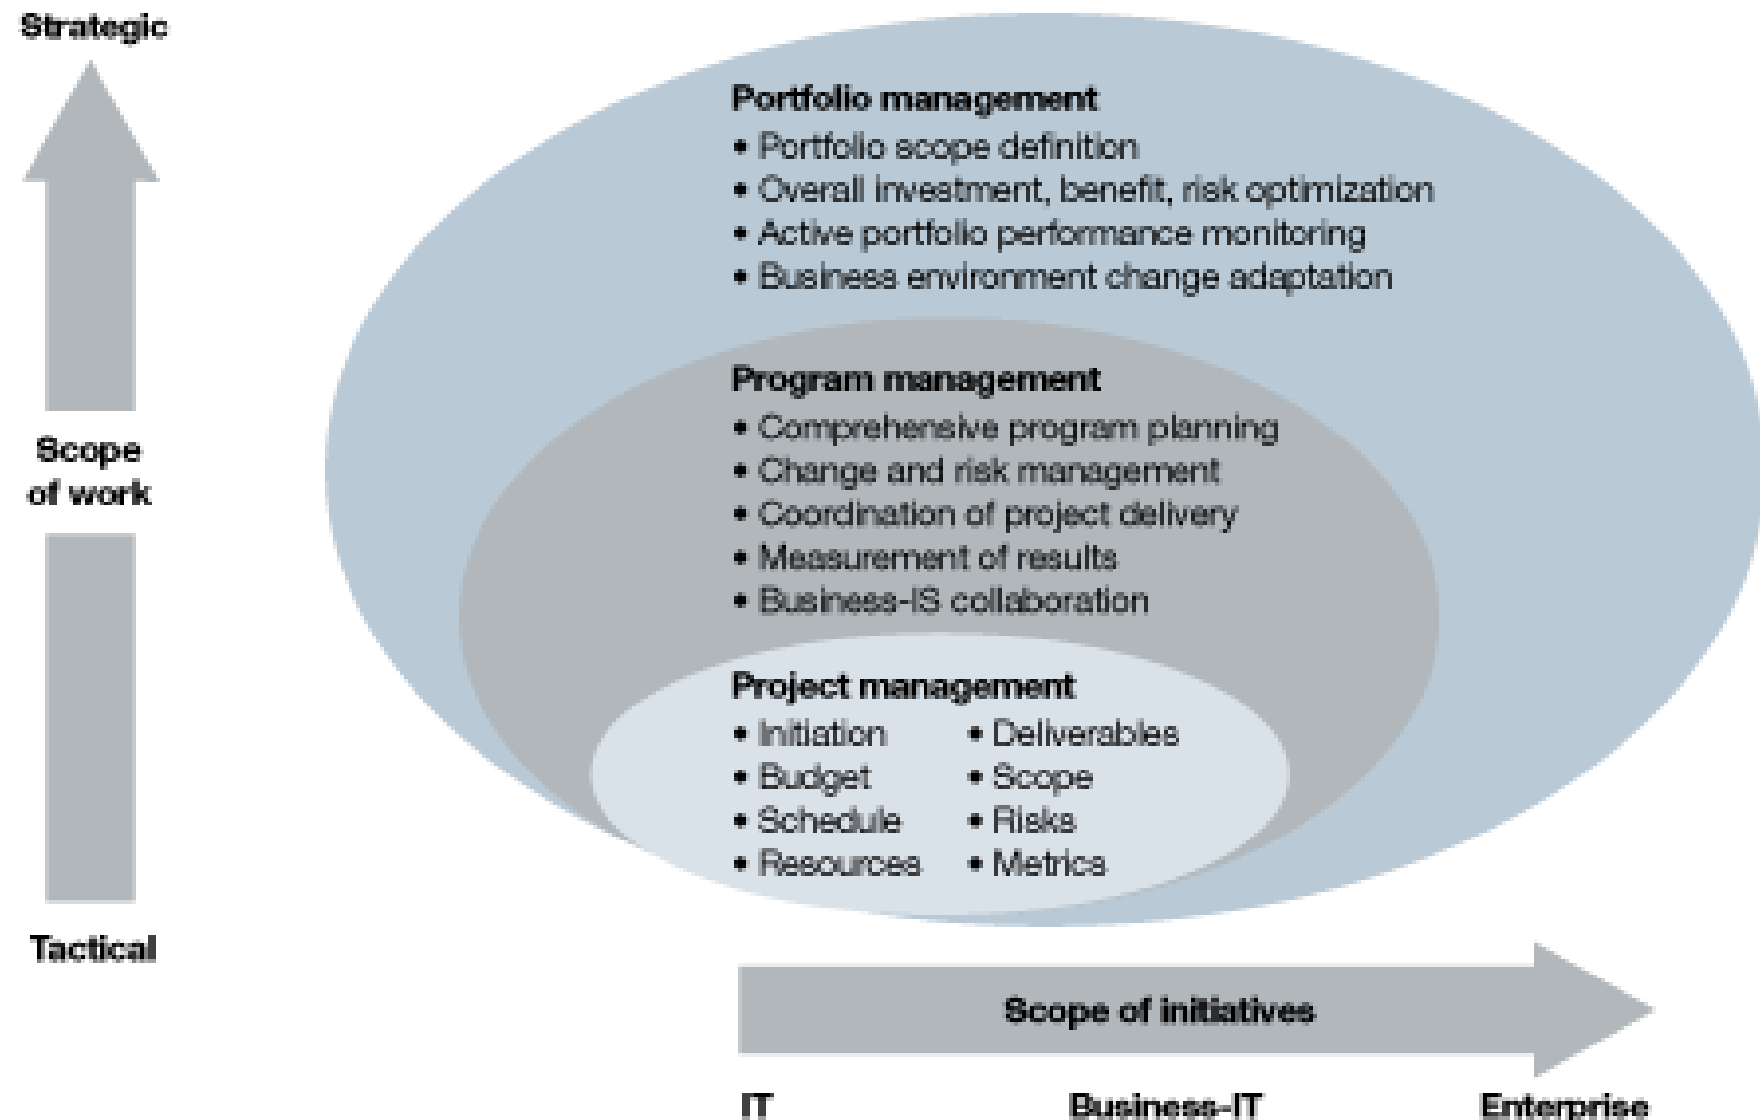 Strategic
Scope
of work
Tactical
Portfolio management
• Portfolio scope definition
• Overall investment, benefit, risk optimization
• Active portfolio performance monitoring
• Business environment change adaptation
Program management
• Comprehensive program planning
• Change and risk management
• Coordination of project delivery
• Measurement of results
• Business-IS collaboration
Project management
• Initiation • Deliverables
• Budget • Scope
• Schedule • Risks
• Resources • Metrics
Scope of initiatives
IT Business-IT Enterprise